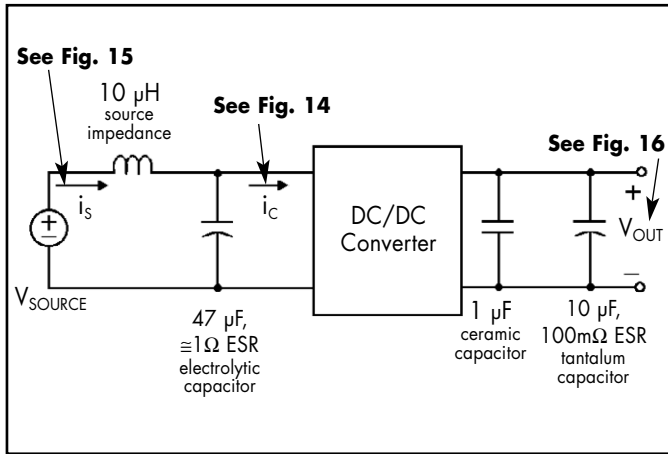 See Fig. 15
10 µH
source
impedance
See Fig. 14
See Fig. 16
iS
iC
DC/DC
Converter
+
VOUT
−
+
−
VSOURCE
47 µF,
≅1Ω ESR
electrolytic
capacitor
1 µF
ceramic
capacitor
10 µF,
100mΩ ESR
tantalum
capacitor